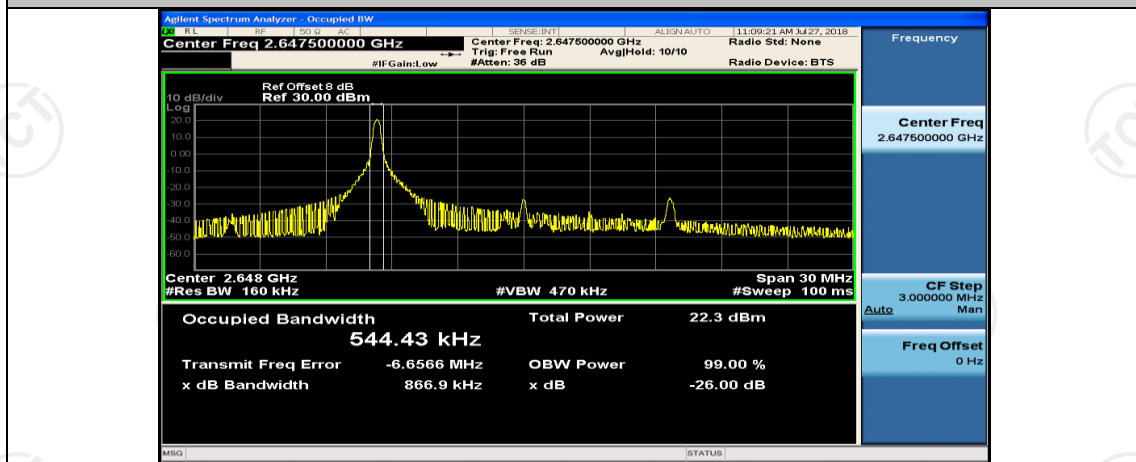 Agilent Spectrum Analyzer - Occupied BW
LXI RL RF 50 Ω AC SENSE:INT ALIGN AUTO 11:09:21 AM Jul 27, 2018
Center Freq 2.647500000 GHz Center Freq: 2.647500000 GHz Radio Std: None
Trig: Free Run Avg|Hold: 10/10
#IFGain:Low #Atten: 36 dB Radio Device: BTS
Ref Offset 8 dB
10 dB/div Ref 30.00 dBm
Log
20.0
10.0
0.00
-10.0
-20.0
-30.0
-40.0
-50.0
-60.0
Center 2.648 GHz Span 30 MHz
#Res BW 160 kHz #VBW 470 kHz #Sweep 100 ms
Occupied Bandwidth Total Power 22.3 dBm
544.43 kHz
Transmit Freq Error -6.6566 MHz OBW Power 99.00 %
x dB Bandwidth 866.9 kHz x dB -26.00 dB
MSG STATUS
Frequency
Center Freq
2.647500000 GHz
CF Step
3.000000 MHz
Auto Man
Freq Offset
0 Hz
TCT
TCT